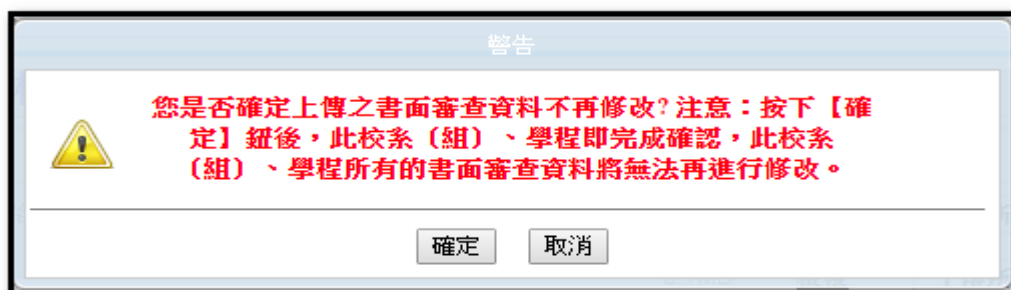 警告
您是否確定上傳之書面審查資料不再修改?注意：按下【確
定】鈕後，此校系（組）、學程即完成確認，此校系
（組）、學程所有的書面審查資料將無法再進行修改。
確定
取消